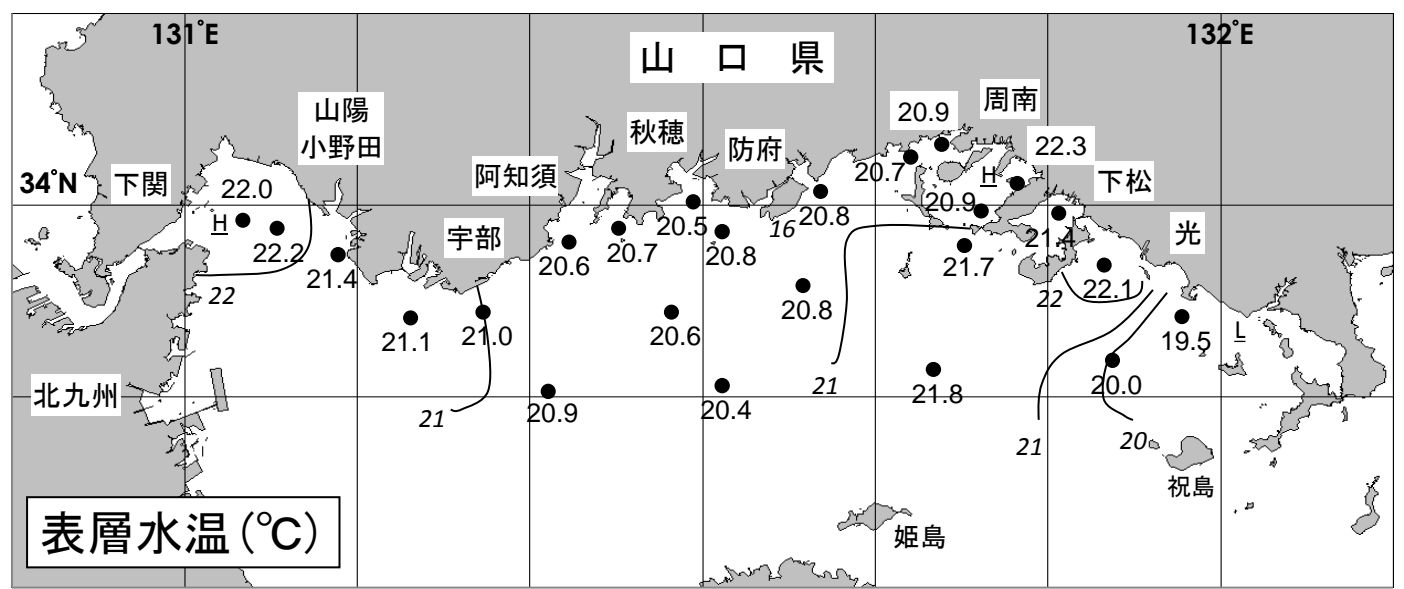 131°E
132°E
山 口 県
山陽
小野田
秋穂
防府
20.9
周南
22.3
34°N
下関
22.0
阿知須
20.7
H
下松
H
22.2
宇部
20.5
16
20.8
20.9
21.4
光
21.4
20.6
20.7
20.8
21.7
22
20.8
22
22.1
21.1
21.0
20.6
19.5
L
北九州
21
20.9
20.4
21
21.8
20.0
21
20
祝島
表層水温(℃)
姫島